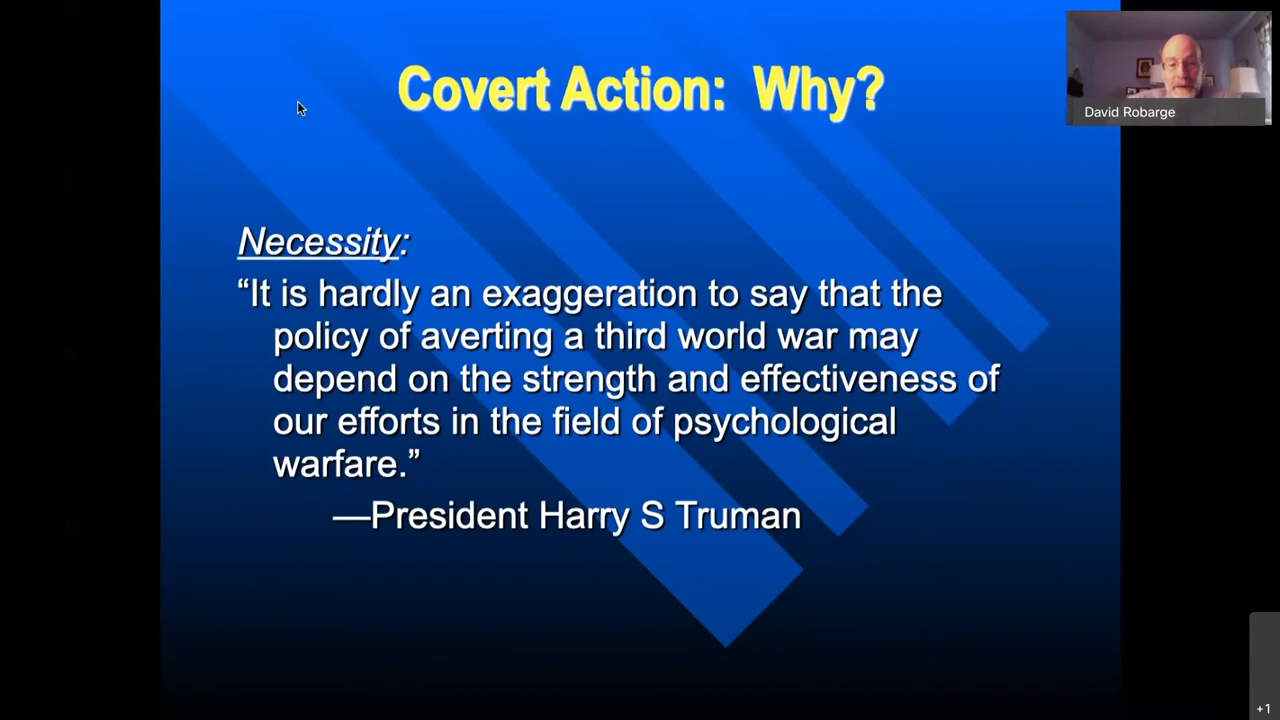 Covert Action: Why?
David Robarge
Necessity:
“It is hardly an exaggeration to say that the
policy of averting a third world war may
depend on the strength and effectiveness of
our efforts in the field of psychological
warfare.”
—President Harry S Truman
+1